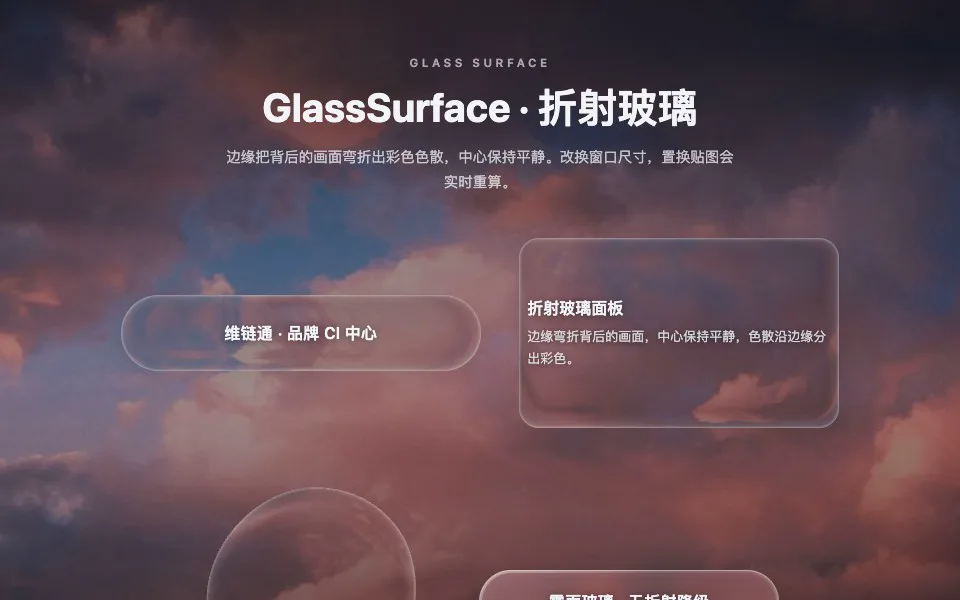 GLASS SURFACE
GlassSurface · 折射玻璃
边缘把背后的画面弯折出彩色色散，中心保持平静。改换窗口尺寸，置换贴图会
实时重算。
维链通 · 品牌 CI 中心
折射玻璃面板
边缘弯折背后的画面，中心保持平静，色散沿边缘分
出彩色。